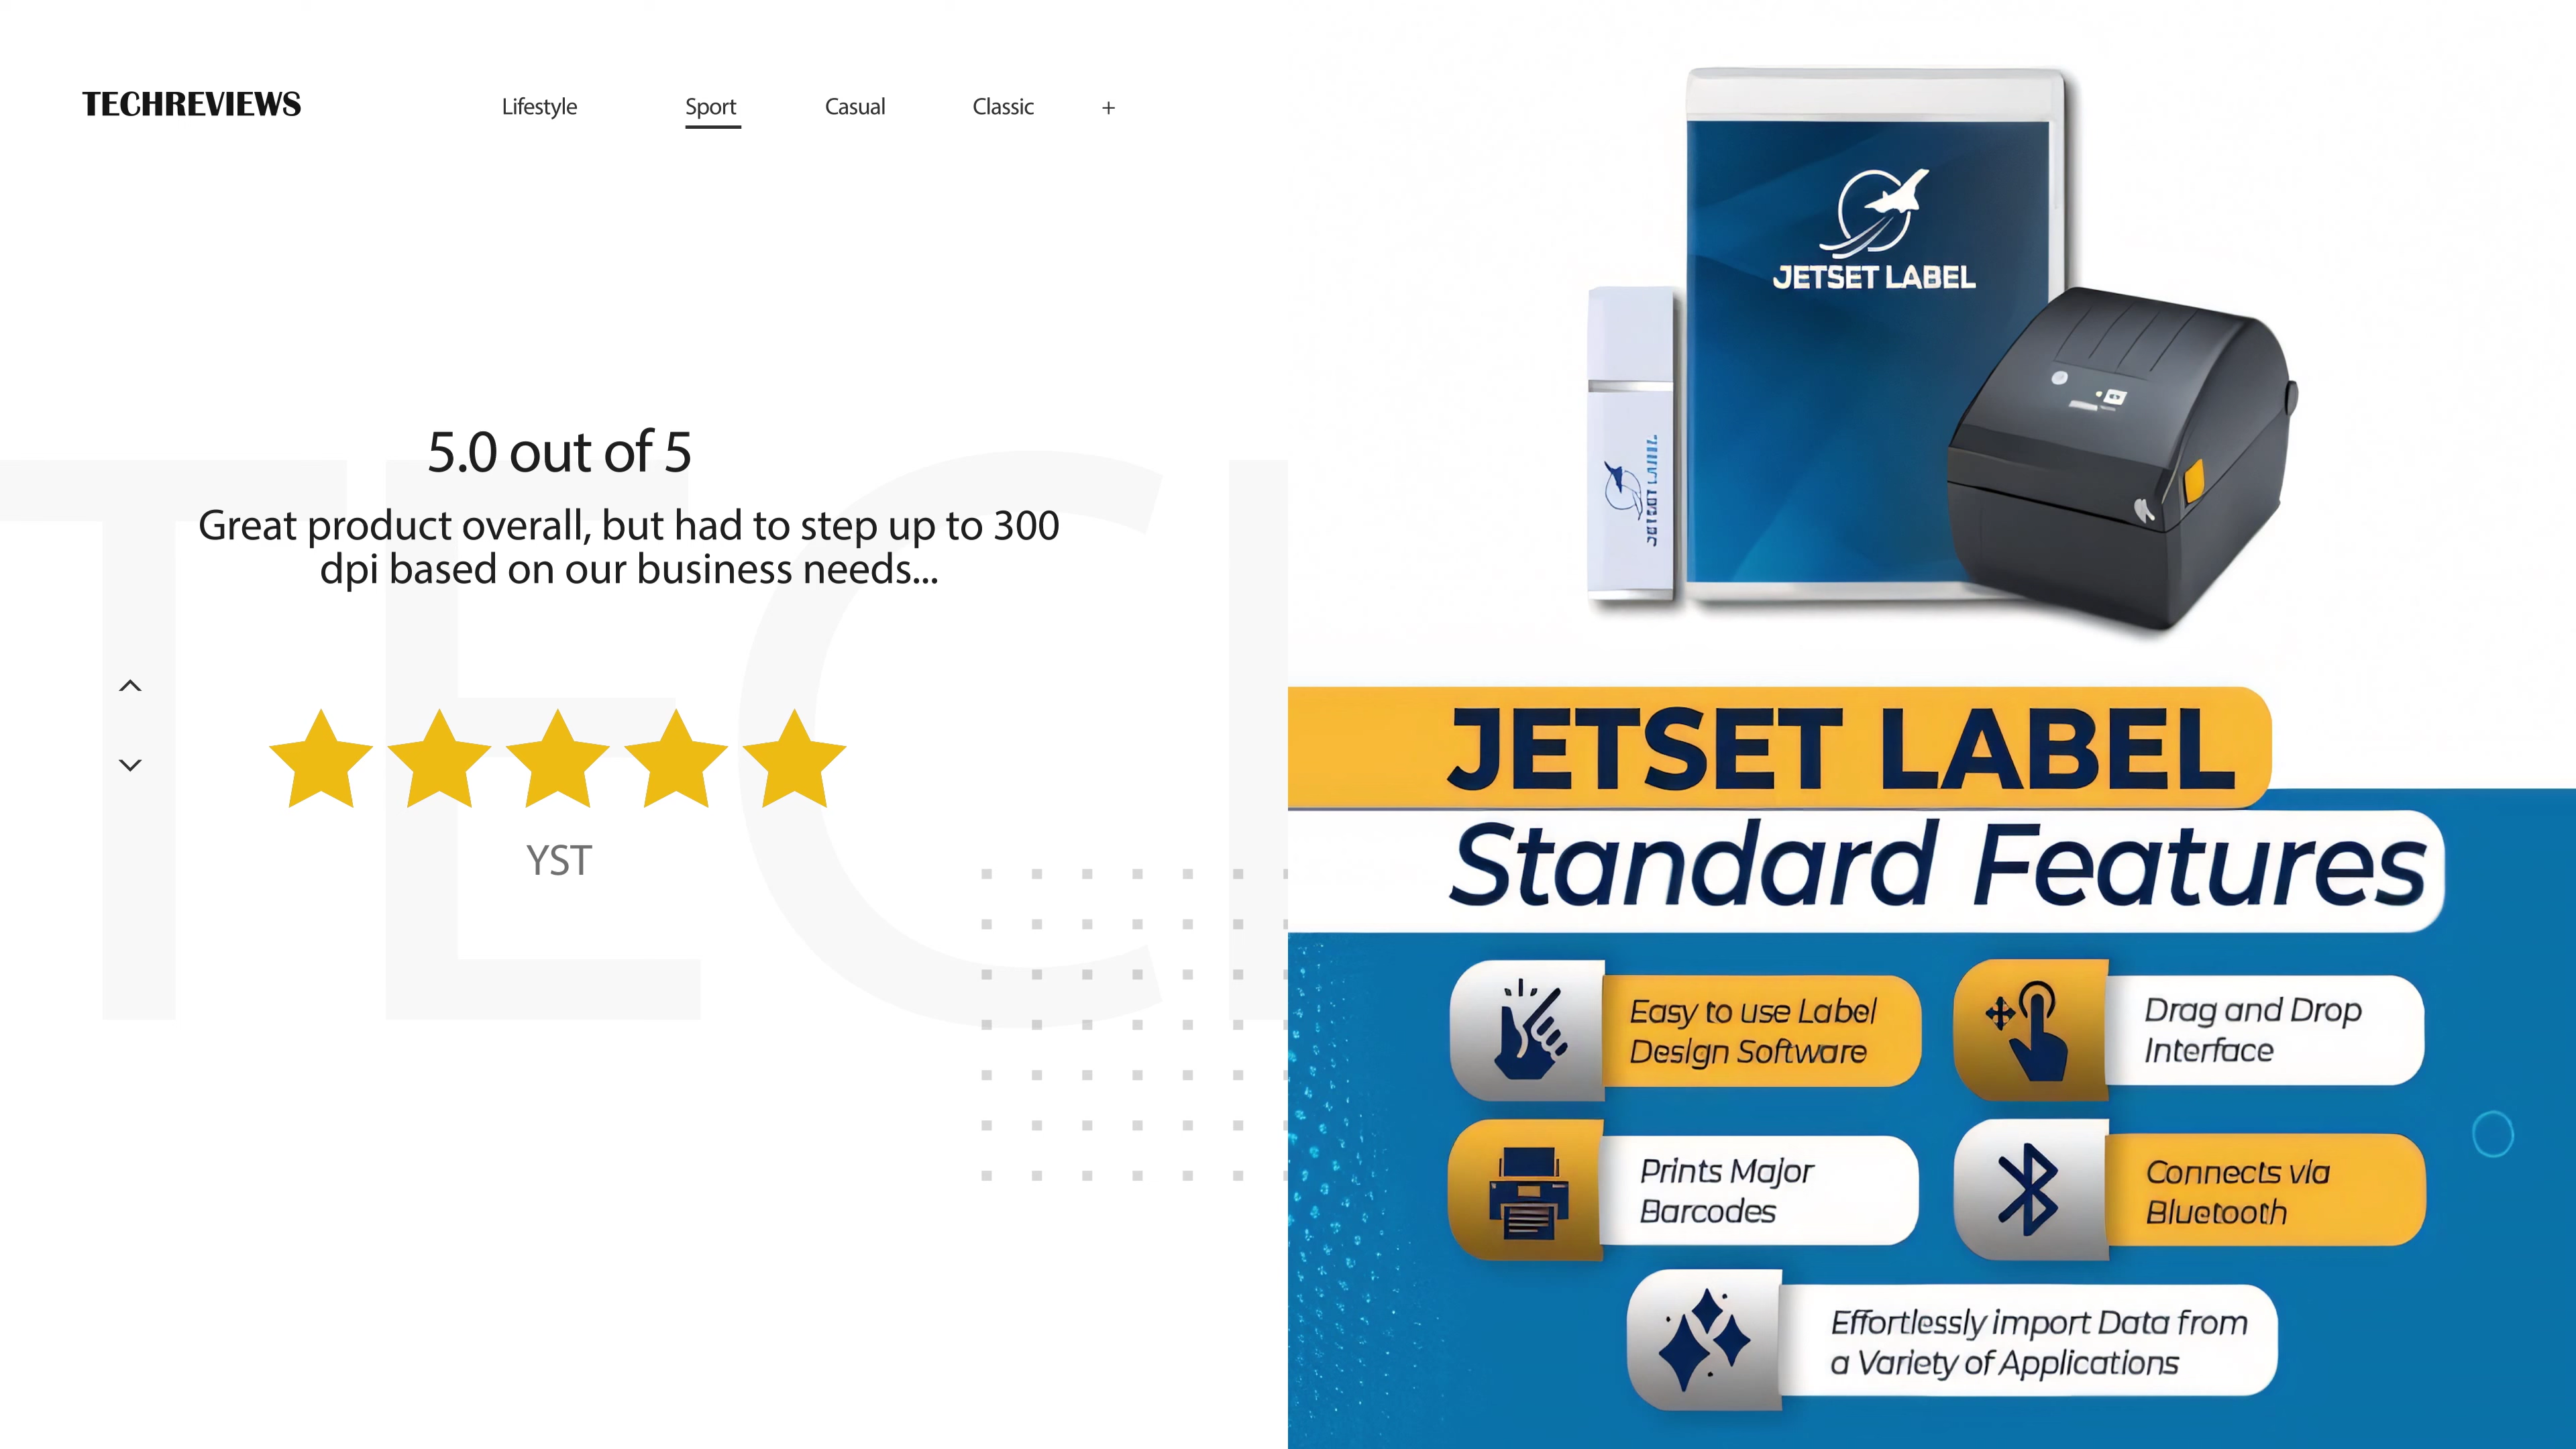 TECHREVIEWS
Lifestyle
Sport
Casual
Classic
+
5.0 out of 5
Great product overall, but had to step up to 300
dpi based on our business needs...
YST
TECH
JETSET LABEL
JETSET LABEL
Standard Features
Easy to use Label
Design Software
Drag and Drop
Interface
Prints Major
Barcodes
Connects via
Bluetooth
Effortlessly import Data from
a Variety of Applications